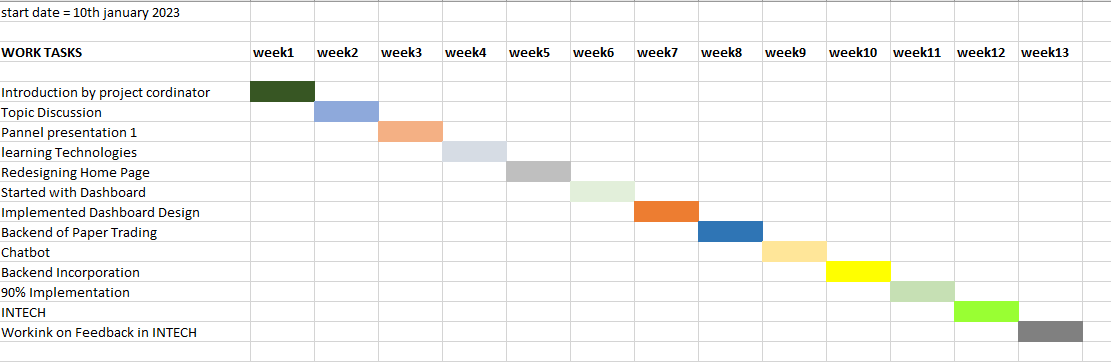 start date = 10th january 2023
WORK TASKS week1 week2 week3 week4 week5 week6 week7 week8 week9 week10 week11 week12 week13
Introduction by project cordinator
Topic Discussion
Pannel presentation 1
learning Technologies
Redesigning Home Page
Started with Dashboard
Implemented Dashboard Design
Backend of Paper Trading
Chatbot
Backend Incorporation
90% Implementation
INTECH
Workink on Feedback in INTECH